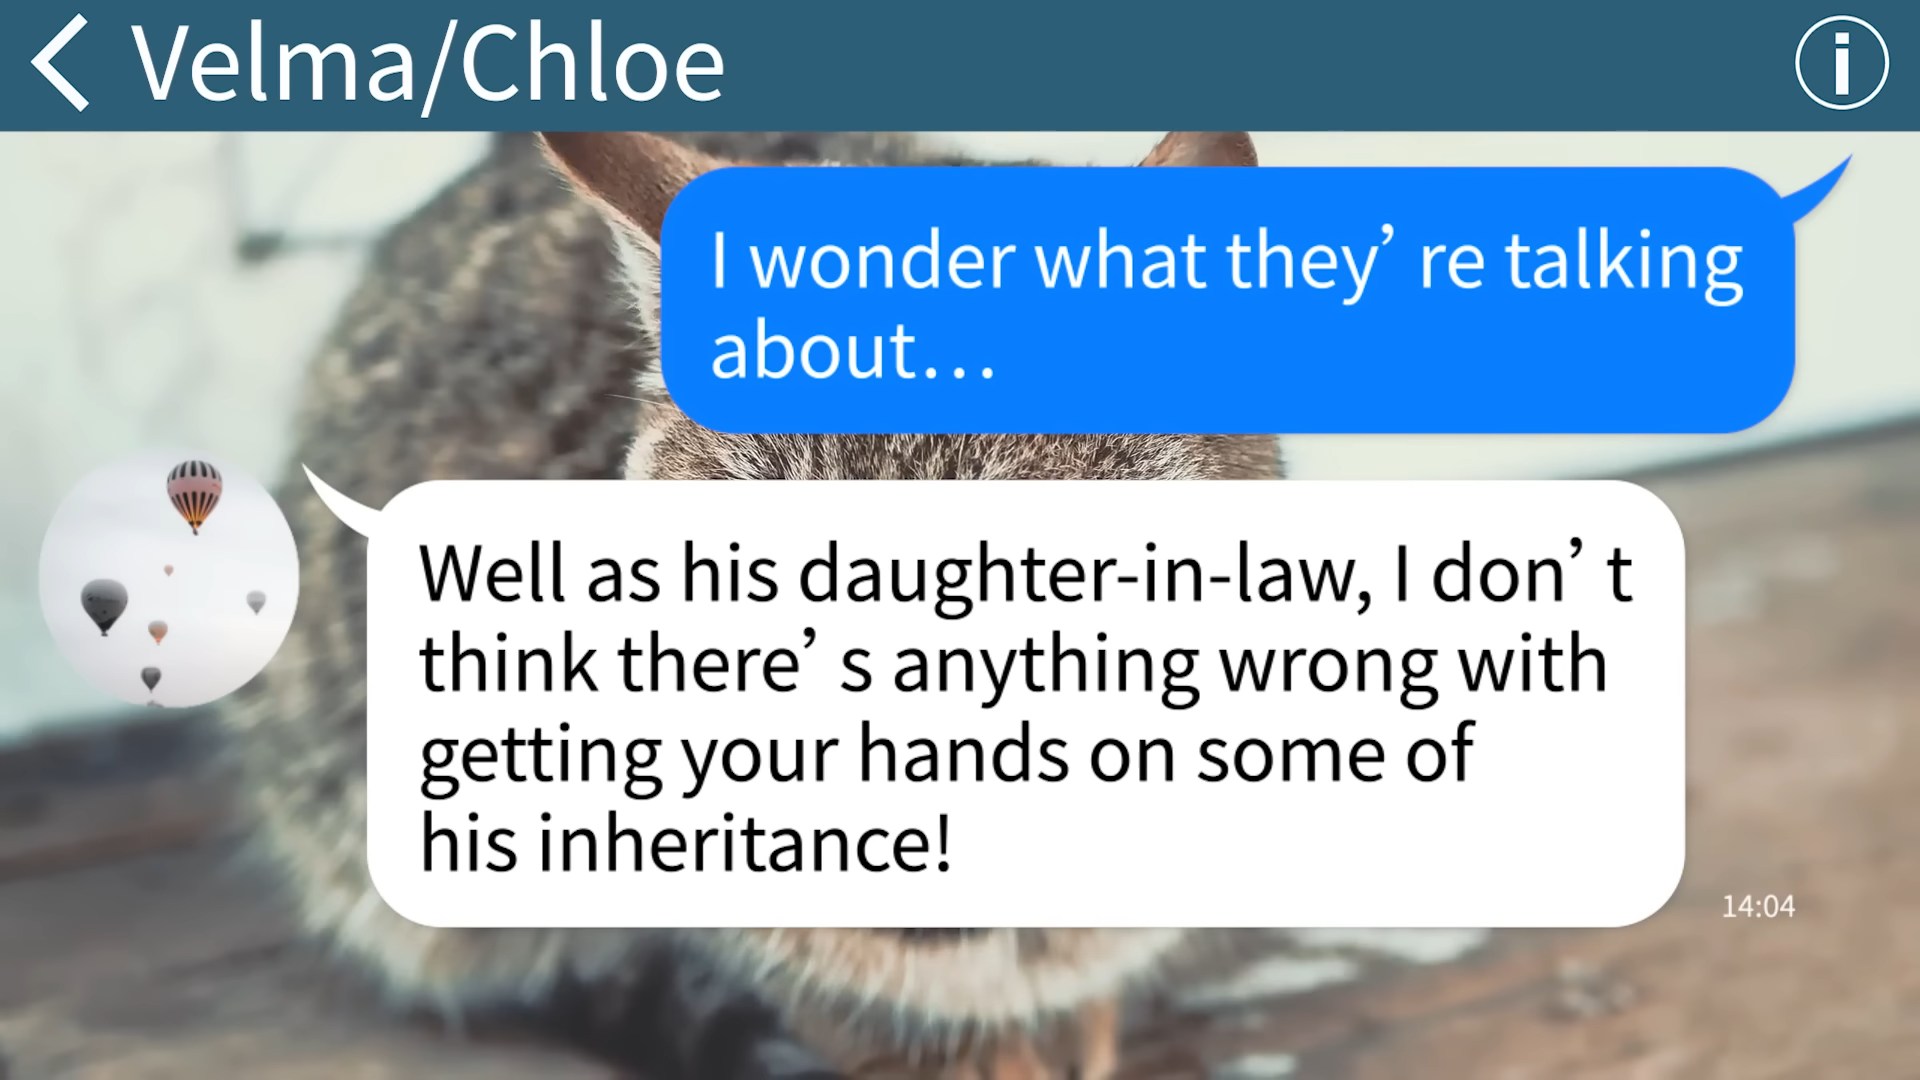 Velma/Chloe
I wonder what they’ re talking
about…
Well as his daughter-in-law, I don’ t
think there’ s anything wrong with
getting your hands on some of
his inheritance!
14:04